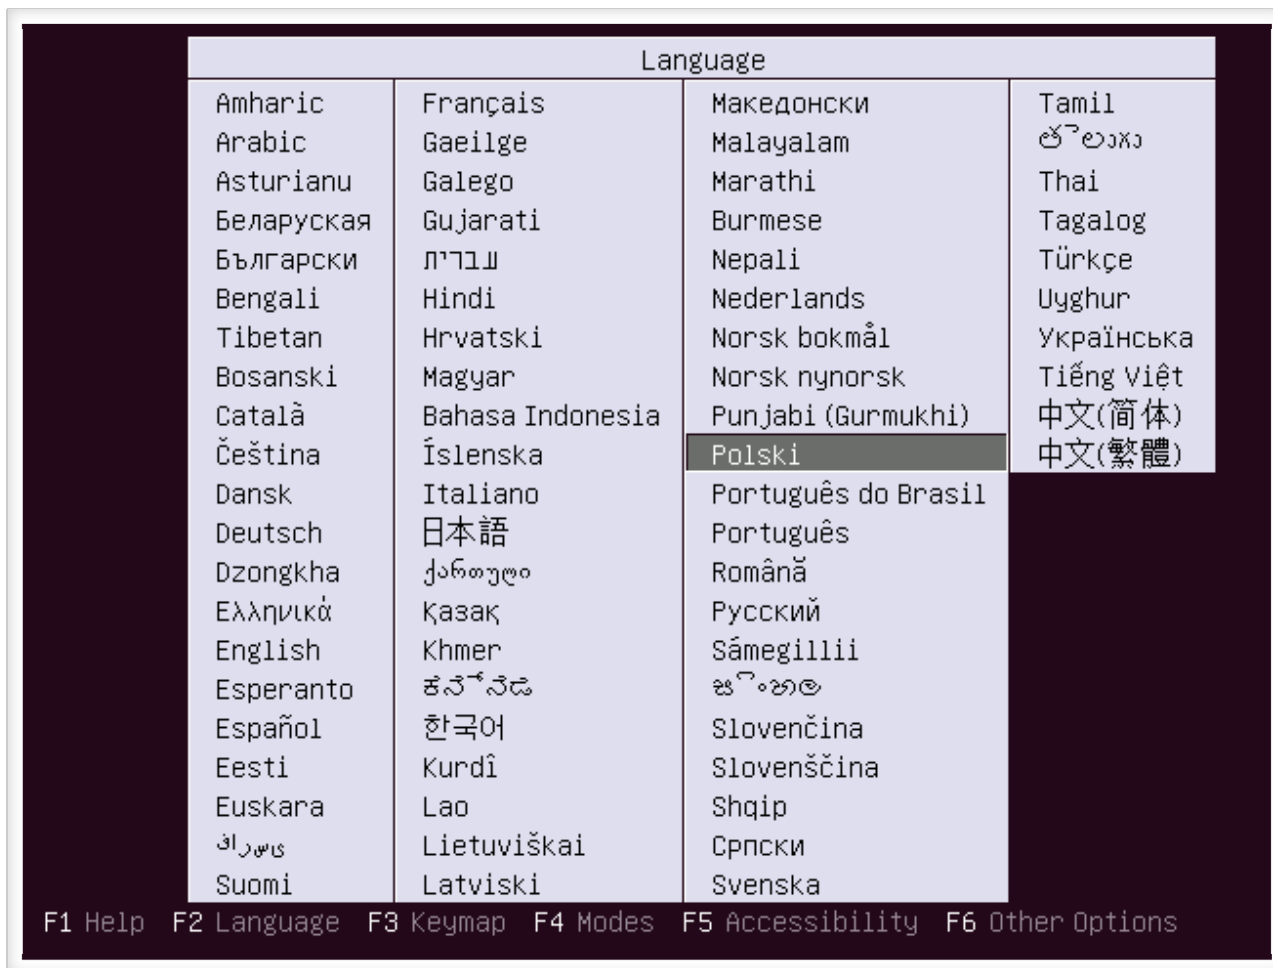 Language
Amharic
Arabic
Asturianu
Беларуская
Български
Bengali
Tibetan
Bosanski
Català
Čeština
Dansk
Deutsch
Dzongkha
Ελληνικά
English
Esperanto
Español
Eesti
Euskara
فارسی
Suomi
Français
Gaeilge
Galego
Gujarati
עברית
Hindi
Hrvatski
Magyar
Bahasa Indonesia
Íslenska
Italiano
日本語
ქართული
Қазақ
Khmer
ಕನ್ನಡ
한국어
Kurdî
Lao
Lietuviškai
Latviski
Македонски
Malayalam
Marathi
Burmese
Nepali
Nederlands
Norsk bokmål
Norsk nynorsk
Punjabi (Gurmukhi)
Polski
Português do Brasil
Português
Română
Русский
Sámegillii
සිංහල
Slovenčina
Slovenščina
Shqip
Српски
Svenska
Tamil
తెలుగు
Thai
Tagalog
Türkçe
Uyghur
Українська
Tiếng Việt
中文(简体)
中文(繁體)
F1 Help F2 Language F3 Keymap F4 Modes F5 Accessibility F6 Other Options